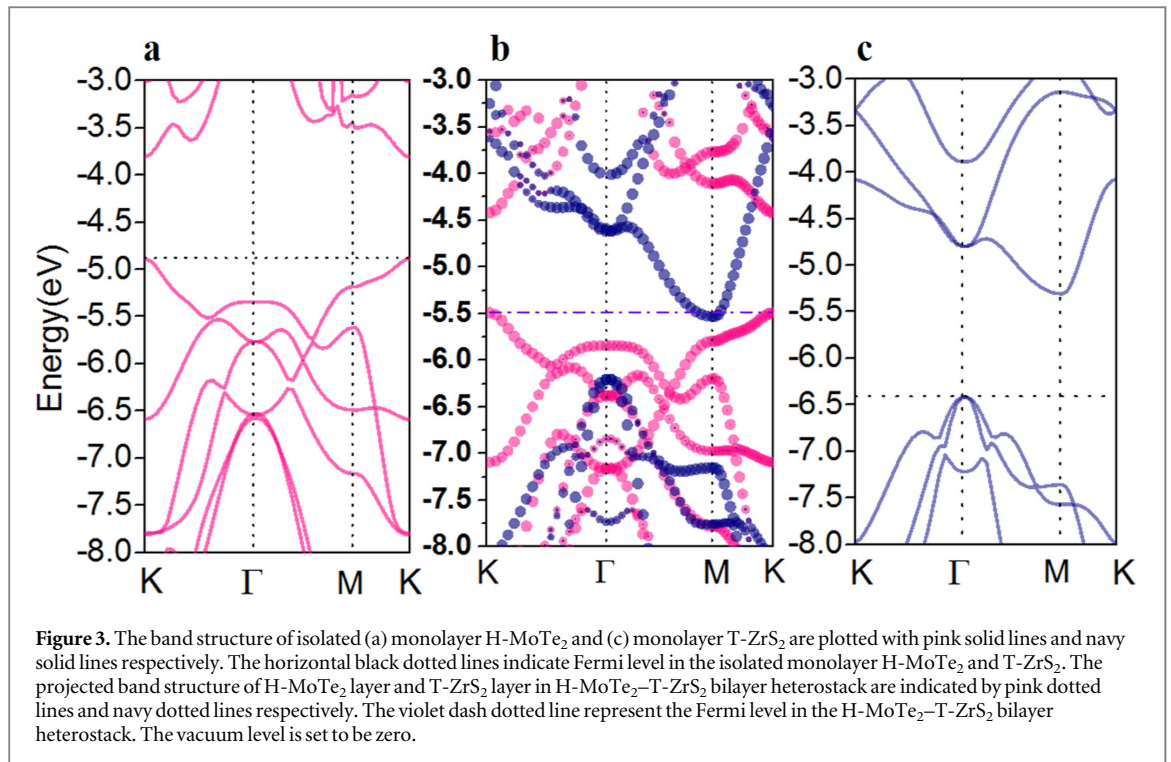 a b c
-3.0 -3.0 -3.0
-3.5 -3.5 -3.5
-4.0 -4.0 -4.0
-4.5 -4.5 -4.5
-5.0 -5.0 -5.0
-5.5 -5.5 -5.5
-6.0 -6.0 -6.0
-6.5 -6.5 -6.5
-7.0 -7.0 -7.0
-7.5 -7.5 -7.5
-8.0 -8.0 -8.0
Energy(eV)
K Γ M K K Γ M K K Γ M K
Figure 3. The band structure of isolated (a) monolayer H-MoTe₂ and (c) monolayer T-ZrS₂ are plotted with pink solid lines and navy
solid lines respectively. The horizontal black dotted lines indicate Fermi level in the isolated monolayer H-MoTe₂ and T-ZrS₂. The
projected band structure of H-MoTe₂ layer and T-ZrS₂ layer in H-MoTe₂–T-ZrS₂ bilayer heterostack are indicated by pink dotted
lines and navy dotted lines respectively. The violet dash dotted line represent the Fermi level in the H-MoTe₂–T-ZrS₂ bilayer
heterostack. The vacuum level is set to be zero.